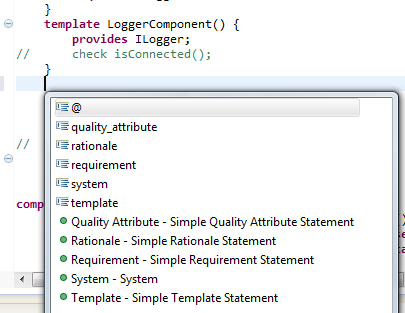 }
template LoggerComponent() {
provides ILogger;
// check isConnected();
}
@
//
quality_attribute
rationale
requirement
system
template
Quality Attribute - Simple Quality Attribute Statement
Rationale - Simple Rationale Statement
Requirement - Simple Requirement Statement
System - System
Template - Simple Template Statement